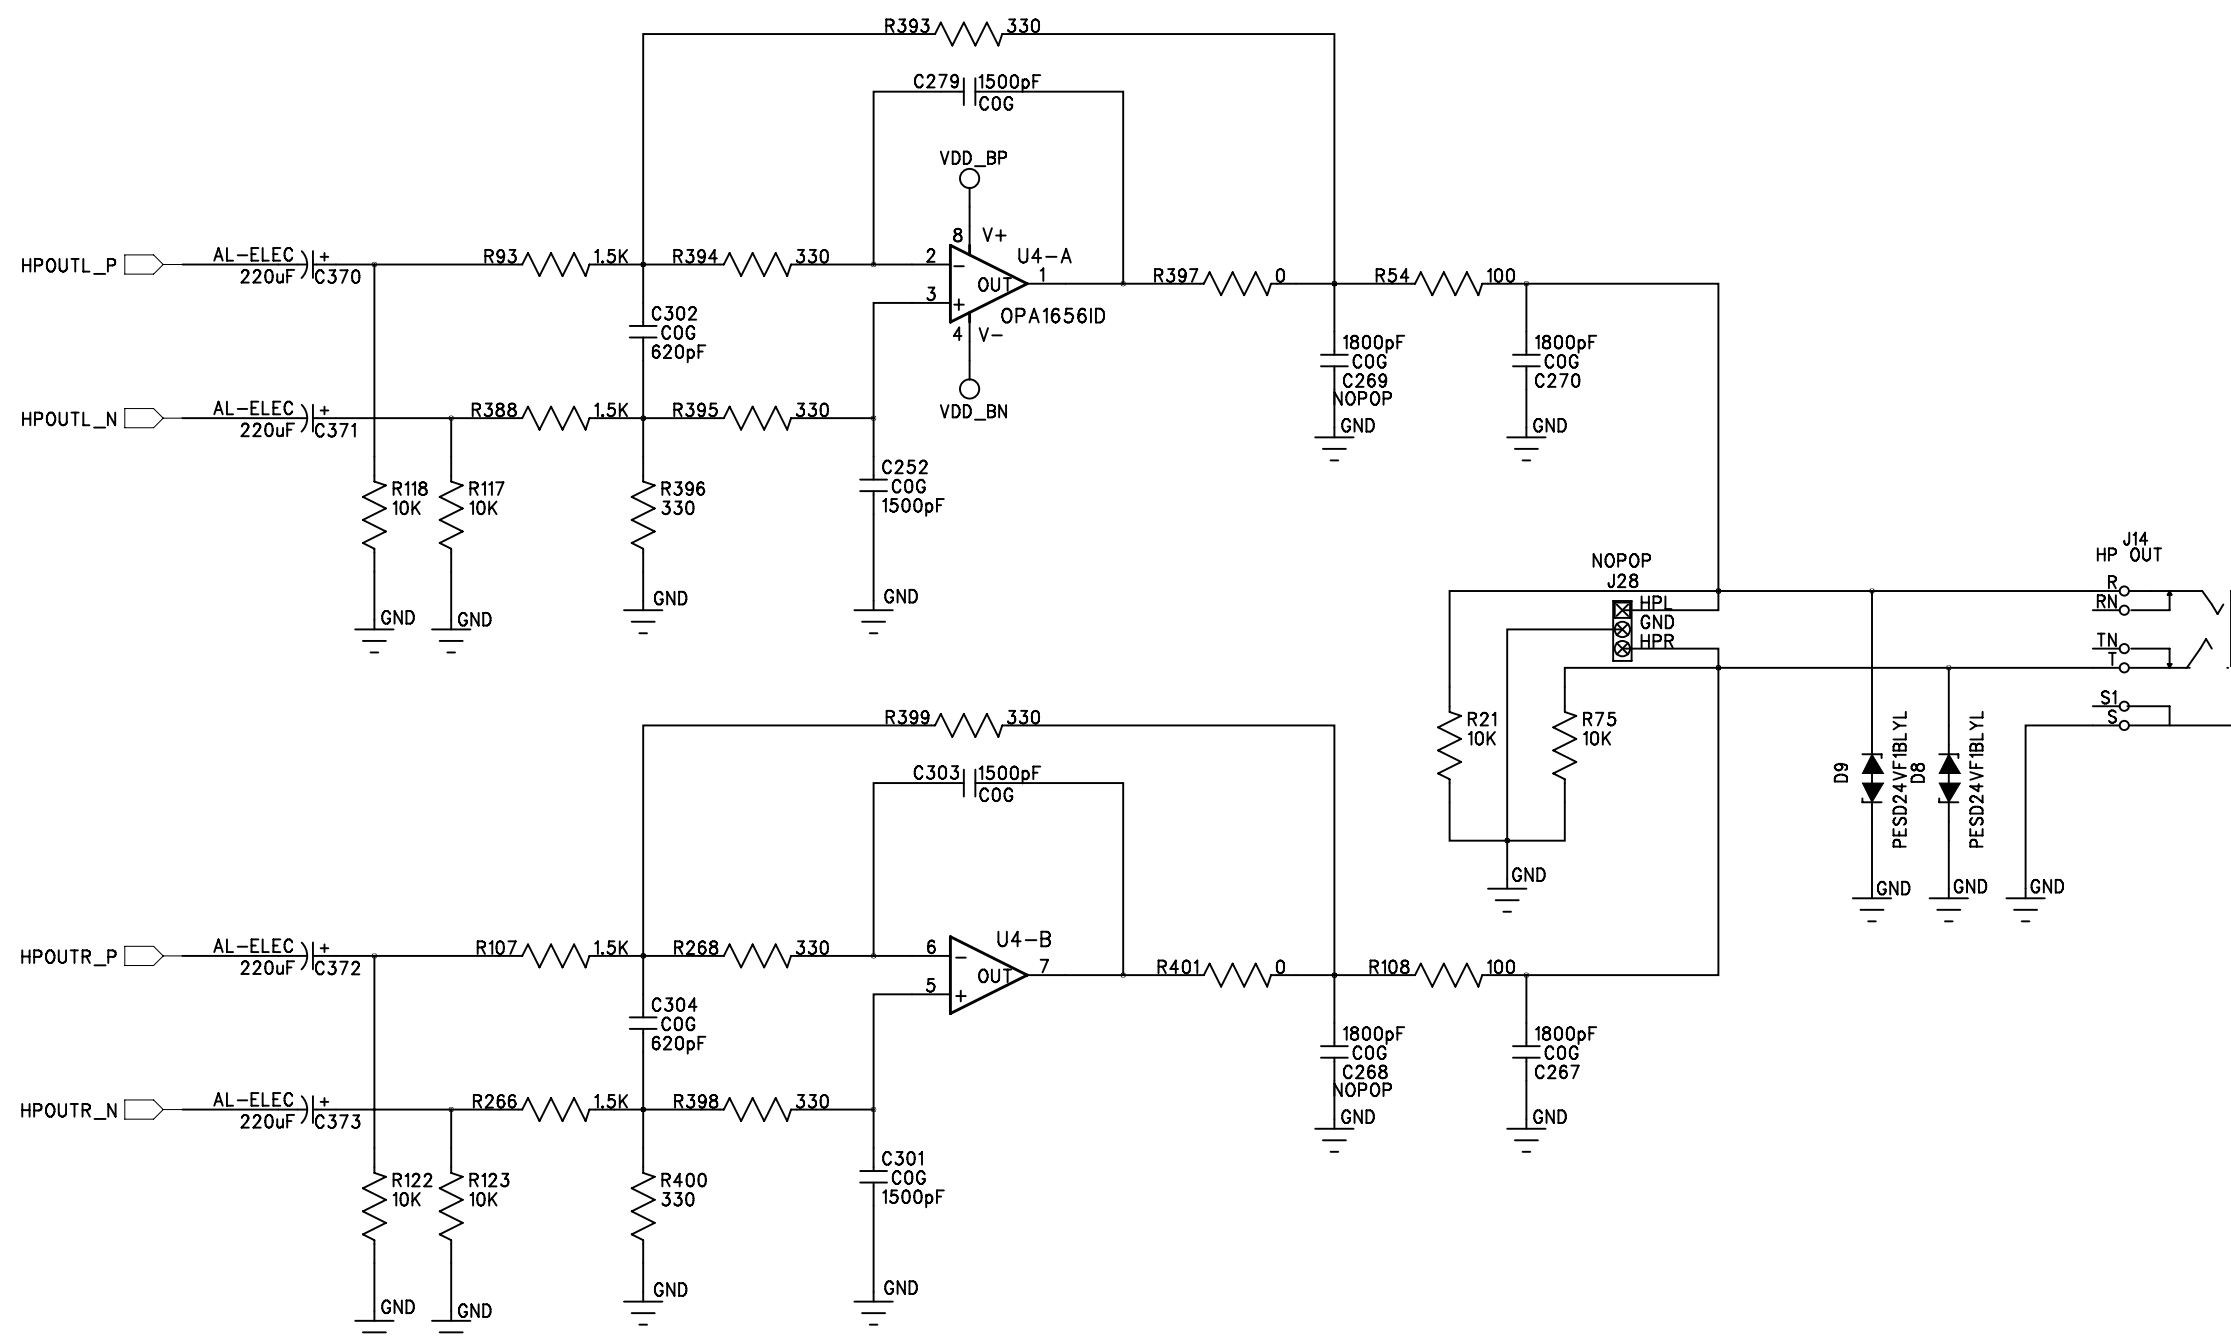 R393 330
C279 1500pF
C0G
VDD_BP
8 V+
HPOUTL_P
AL-ELEC
220uF
+
C370
R93 1.5K
R394 330
2
-
U4-A
OUT
1
3
+
OPA1656ID
4 V-
VDD_BN
R397 0
R54 100
C302
C0G
620pF
1800pF
C0G
C269
NOPOP
GND
1800pF
C0G
C270
GND
HPOUTL_N
AL-ELEC
220uF
+
C371
R388 1.5K
R395 330
R118
10K
GND
R117
10K
GND
R396
330
GND
C252
C0G
1500pF
GND
NOPOP
J28
HPL
GND
HPR
J14
HP OUT
R
RN
TN
T
S1
S
R21
10K
R75
10K
GND
D9
PESD24VF1BLYL
GND
D8
PESD24VF1BLYL
GND
GND
R399 330
C303 1500pF
C0G
HPOUTR_P
AL-ELEC
220uF
+
C372
R107 1.5K
R268 330
6
-
U4-B
OUT
7
5
+
R401 0
R108 100
C304
C0G
620pF
1800pF
C0G
C268
NOPOP
GND
1800pF
C0G
C267
GND
HPOUTR_N
AL-ELEC
220uF
+
C373
R266 1.5K
R398 330
R122
10K
GND
R123
10K
GND
R400
330
GND
C301
C0G
1500pF
GND